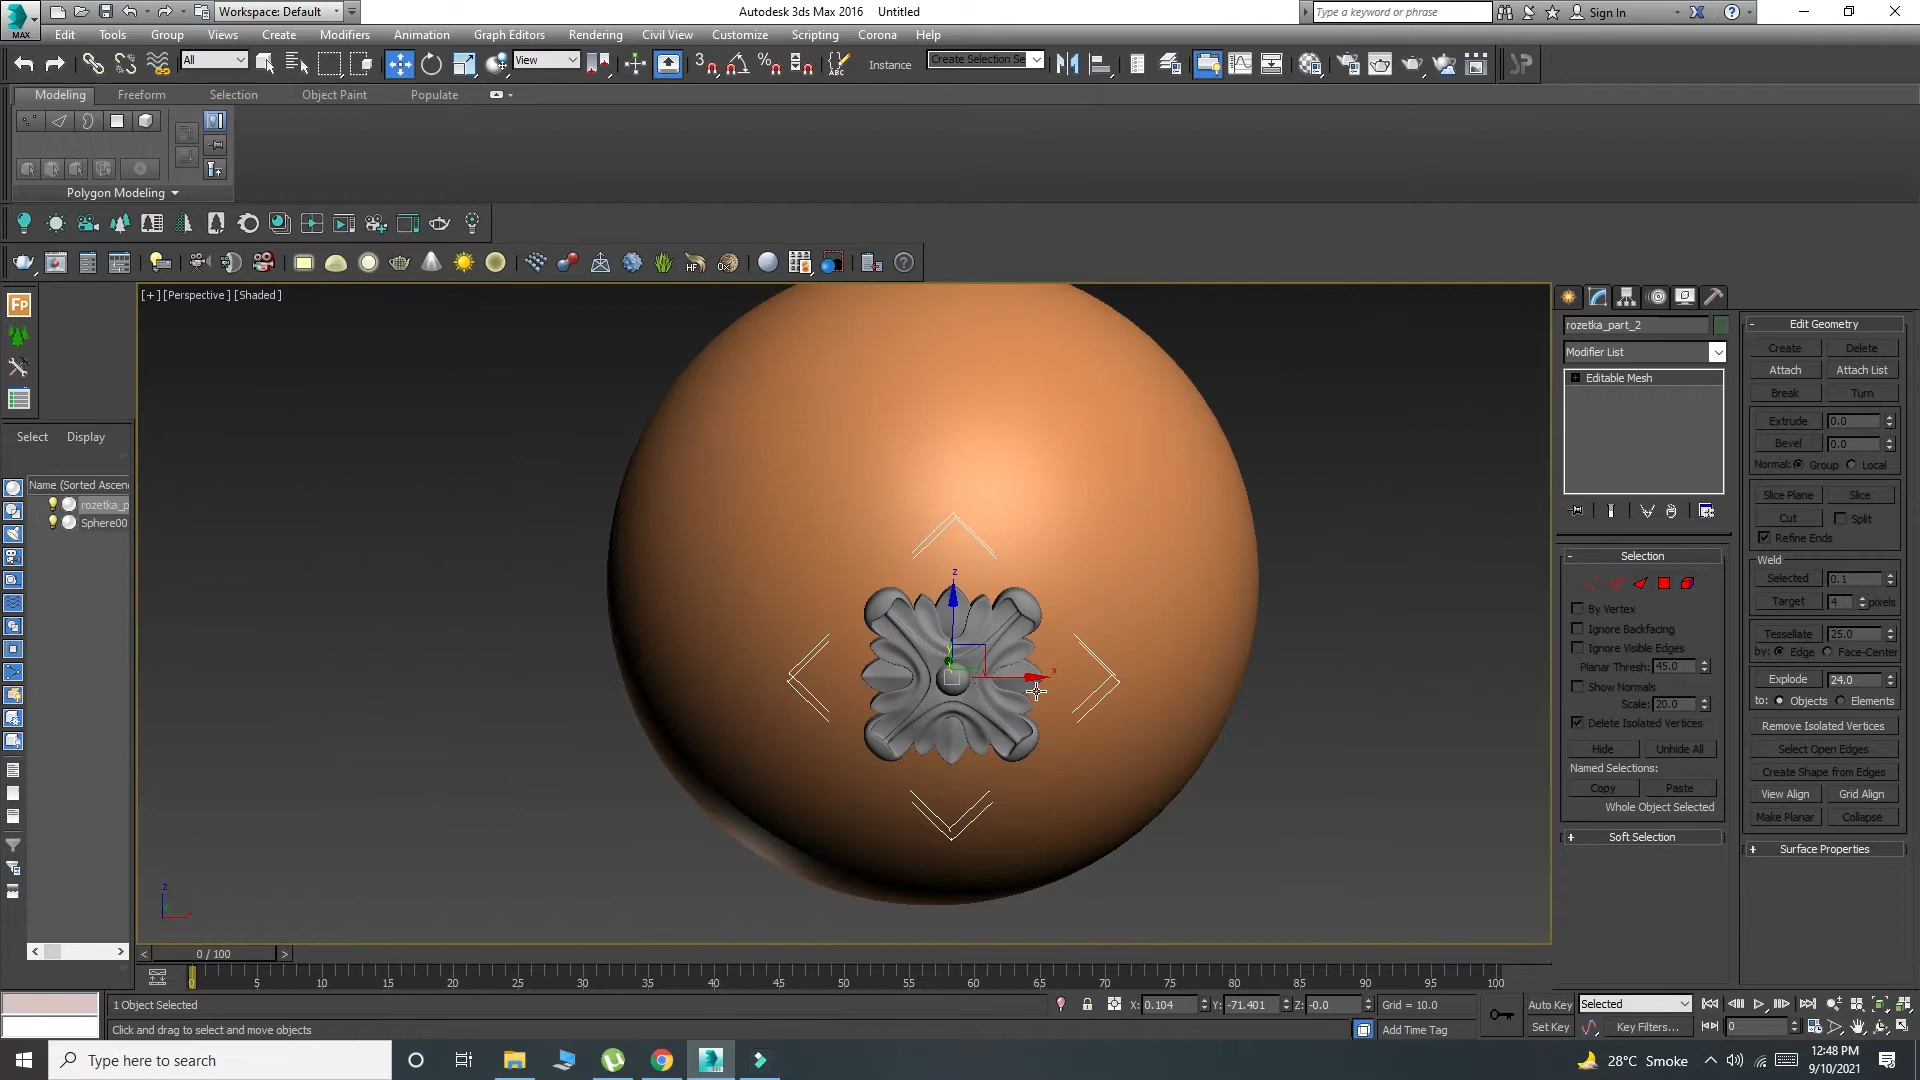 Workspace: Default
Autodesk 3ds Max 2016    Untitled
Type a keyword or phrase
Sign In
MAX
Edit Tools Group Views Create Modifiers Animation Graph Editors Rendering Civil View Customize Scripting Corona Help
All
View
ABC
Instance
Create Selection Se
Modeling Freeform Selection Object Paint Populate
Polygon Modeling
HF
[+] [Perspective] [Shaded]
Fp
Select Display
Name (Sorted Ascen
rozetka_p
Sphere00
z
x
y
rozetka_part_2
Modifier List
Editable Mesh
Selection
By Vertex
Ignore Backfacing
Ignore Visible Edges
Planar Thresh: 45.0
Show Normals
Scale: 20.0
Delete Isolated Vertices
Hide Unhide All
Named Selections:
Copy Paste
Whole Object Selected
Soft Selection
Edit Geometry
Create Delete
Attach Attach List
Break Turn
Extrude 0.0
Bevel 0.0
Normal: Group Local
Slice Plane Slice
Cut Split
Refine Ends
Weld
Selected 0.1
Target 4 pixels
Tessellate 25.0
by: Edge Face-Center
Explode 24.0
to: Objects Elements
Remove Isolated Vertices
Select Open Edges
Create Shape from Edges
View Align Grid Align
Make Planar Collapse
Surface Properties
0 / 100
0 5 10 15 20 25 30 35 40 45 50 55 60 65 70 75 80 85 90 95 100
1 Object Selected
X: 0.104 Y: -71.401 Z: -0.0 Grid = 10.0
Auto Key Selected
Click and drag to select and move objects
Add Time Tag
Set Key Key Filters... 0
Type here to search
28°C Smoke
12:48 PM
9/10/2021